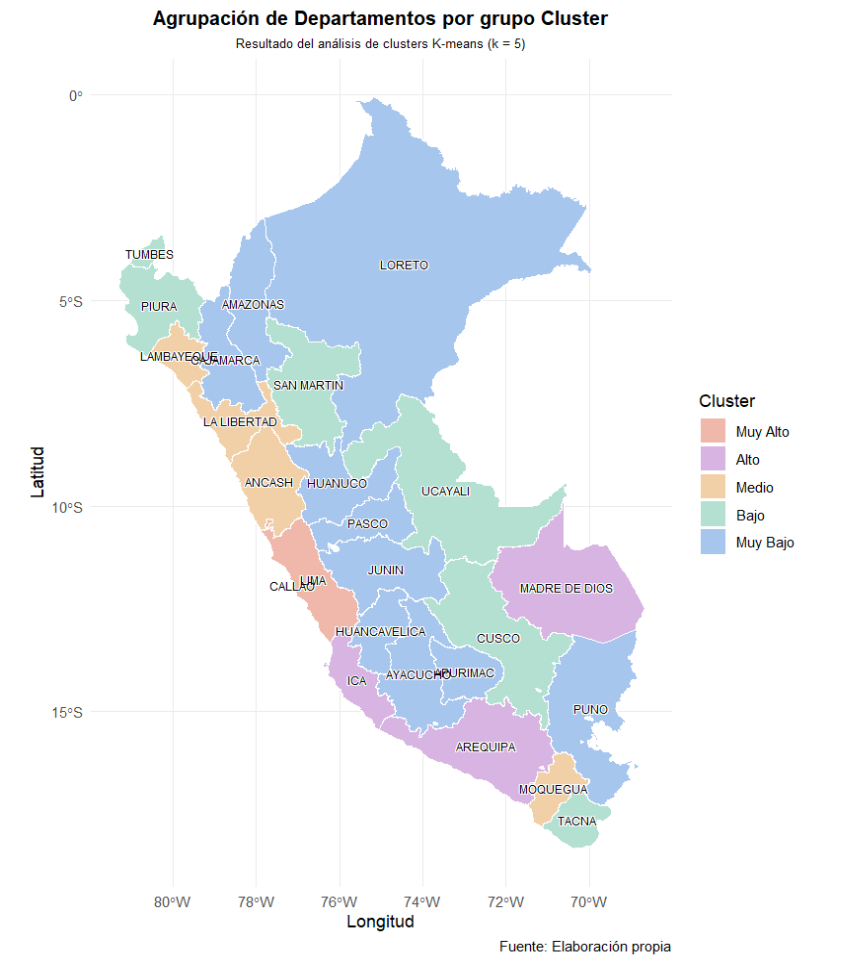 Agrupación de Departamentos por grupo Cluster
Resultado del análisis de clusters K-means (k = 5)
0°
5°S
10°S
15°S
Latitud
TUMBES
PIURA
LORETO
AMAZONAS
LAMBAYEQUE
CAJAMARCA
SAN MARTIN
LA LIBERTAD
ANCASH
HUANUCO
UCAYALI
PASCO
JUNIN
LIMA
CALLAO
MADRE DE DIOS
HUANCAVELICA
CUSCO
ICA
AYACUCHO
APURIMAC
PUNO
AREQUIPA
MOQUEGUA
TACNA
Cluster
Muy Alto
Alto
Medio
Bajo
Muy Bajo
80°W
78°W
76°W
74°W
72°W
70°W
Longitud
Fuente: Elaboración propia